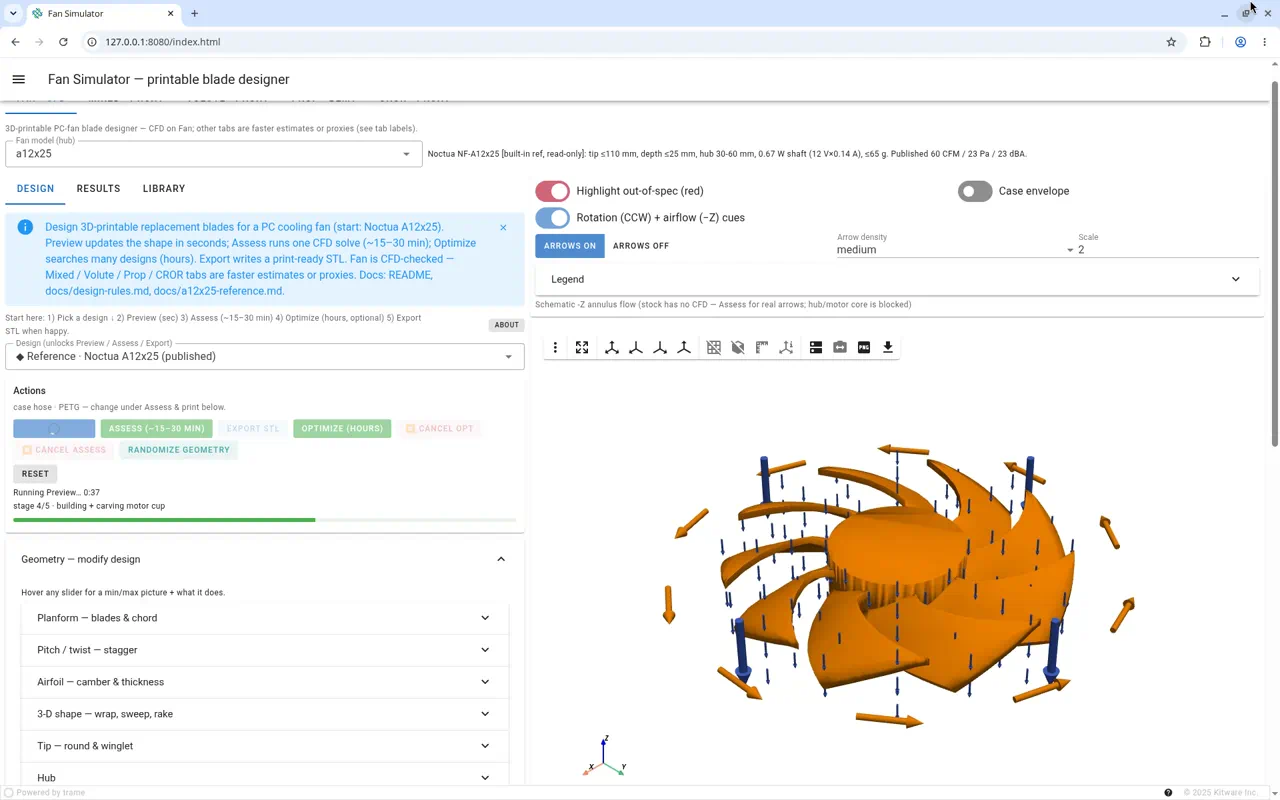 Fan Simulator
127.0.0.1:8080/index.html
Fan Simulator — printable blade designer
3D-printable PC-fan blade designer — CFD on Fan; other tabs are faster estimates or proxies (see tab labels).
Fan model (hub)
a12x25
Noctua NF-A12x25 [built-in ref, read-only]: tip ≤110 mm, depth ≤25 mm, hub 30-60 mm, 0.67 W shaft (12 V×0.14 A), ≤65 g. Published 60 CFM / 23 Pa / 23 dBA.
DESIGN
RESULTS
LIBRARY
Design 3D-printable replacement blades for a PC cooling fan (start: Noctua A12x25).
Preview updates the shape in seconds; Assess runs one CFD solve (~15–30 min); Optimize
searches many designs (hours). Export writes a print-ready STL. Fan is CFD-checked —
Mixed / Volute / Prop / CROR tabs are faster estimates or proxies. Docs: README,
docs/design-rules.md, docs/a12x25-reference.md.
Start here: 1) Pick a design ↓ 2) Preview (sec) 3) Assess (~15–30 min) 4) Optimize (hours, optional) 5) Export
STL when happy.
ABOUT
Design (unlocks Preview / Assess / Export)
◆ Reference · Noctua A12x25 (published)
Actions
case hose · PETG — change under Assess & print below.
ASSESS (~15–30 MIN)
EXPORT STL
OPTIMIZE (HOURS)
CANCEL OPT
CANCEL ASSESS
RANDOMIZE GEOMETRY
RESET
Running Preview… 0:37
stage 4/5 · building + carving motor cup
Geometry — modify design
Hover any slider for a min/max picture + what it does.
Planform — blades & chord
Pitch / twist — stagger
Airfoil — camber & thickness
3-D shape — wrap, sweep, rake
Tip — round & winglet
Hub
Highlight out-of-spec (red)
Case envelope
Rotation (CCW) + airflow (−Z) cues
ARROWS ON
ARROWS OFF
Arrow density
medium
Scale
2
Legend
Schematic -Z annulus flow (stock has no CFD — Assess for real arrows; hub/motor core is blocked)
PNG
Z
X
Y
Powered by trame
© 2025 Kitware Inc.